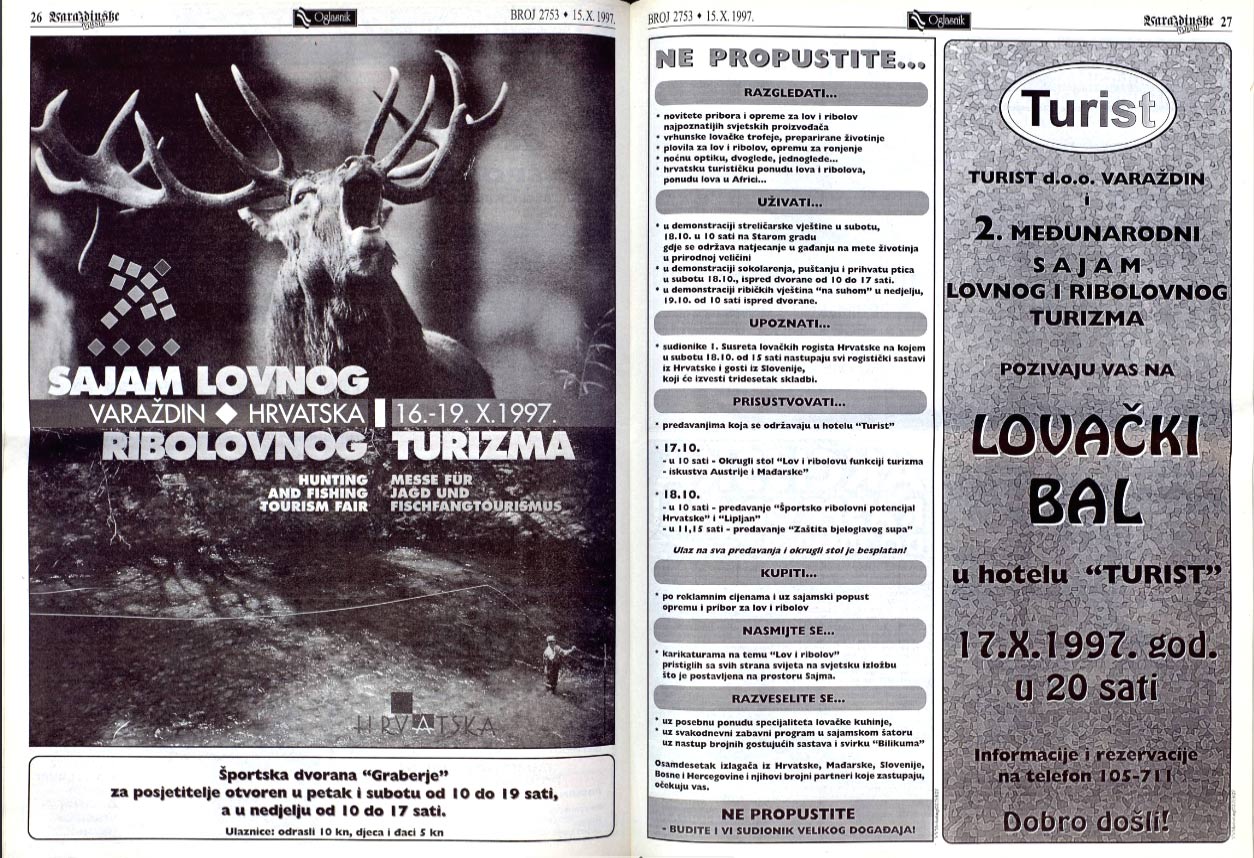 26 Varaždinske
Vijesti
Oglasnik
BROJ 2753 ♦ 15. X. 1997.
SAJAM LOVNOG
VARAŽDIN ◆ HRVATSKA 16.-19. X.1997.
RIBOLOVNOG TURIZMA
HUNTING
AND FISHING
TOURISM FAIR
MESSE FÜR
JAGD UND
FISCHFANGTOURISMUS
HRVATSKA
Športska dvorana “Graberje”
za posjetitelje otvoren u petak i subotu od 10 do 19 sati,
a u nedjelju od 10 do 17 sati.
Ulaznice: odrasli 10 kn, djeca i đaci 5 kn
BROJ 2753 ♦ 15. X. 1997.
Oglasnik
Varaždinske 27
Vijesti
NE PROPUSTITE...
RAZGLEDATI...
* novitete pribora i opreme za lov i ribolov
najpoznatijih svjetskih proizvođača
* vrhunske lovačke trofeje, preparirane životinje
* plovila za lov i ribolov, opremu za ronjenje
* noćnu optiku, dvoglede, jednoglede...
* hrvatsku turističku ponudu lova i ribolova,
ponudu lova u Africi...
UŽIVATI...
* u demonstraciji streličarske vještine u subotu,
18.10. u 10 sati na Starom gradu
gdje se održava natjecanje u gađanju na mete životinja
u prirodnoj veličini
* u demonstraciji sokolarenja, puštanju i prihvatu ptica
u subotu 18.10., ispred dvorane od 10 do 17 sati.
* u demonstraciji ribičkih vještina “na suhom” u nedjelju,
19.10. od 10 sati ispred dvorane.
UPOZNATI...
* sudionike 1. Susreta lovačkih rogista Hrvatske na kojem
u subotu 18.10. od 15 sati nastupaju svi rogistički sastavi
iz Hrvatske i gosti iz Slovenije,
koji će izvesti tridesetak skladbi.
PRISUSTVOVATI...
* predavanjima koja se održavaju u hotelu “Turist”
* 17.10.
- u 10 sati - Okrugli stol “Lov i ribolovu funkciji turizma
- iskustva Austrije i Mađarske”
* 18.10.
- u 10 sati - predavanje “Športsko ribolovni potencijal
Hrvatske” i “Lipljan”
- u 11,15 sati - predavanje “Zaštita bjeloglavog supa”
Ulaz na sva predavanja i okrugli stol je besplatan!
KUPITI...
* po reklamnim cijenama i uz sajamski popust
opremu i pribor za lov i ribolov
NASMIJTE SE...
* karikaturama na temu “Lov i ribolov”
pristiglih sa svih strana svijeta na svjetsku izložbu
što je postavljena na prostoru Sajma.
RAZVESELITE SE...
* uz posebnu ponudu specijaliteta lovačke kuhinje,
* uz svakodnevni zabavni program u sajamskom šatoru
uz nastup brojnih gostujućih sastava i svirku “Bilikuma”
Osamdesetak izlagača iz Hrvatske, Mađarske, Slovenije,
Bosne i Hercegovine i njihovi brojni partneri koje zastupaju,
očekuju vas.
NE PROPUSTITE
- BUDITE I VI SUDIONIK VELIKOG DOGAĐAJA!
Turist
TURIST d.o.o. VARAŽDIN
i
2. MEĐUNARODNI
SAJAM
LOVNOG I RIBOLOVNOG
TURIZMA
POZIVAJU VAS NA
LOVAČKI
BAL
u hotelu “TURIST”
17.X.1997. god.
u 20 sati
Informacije i rezervacije
na telefon 105-711
Dobro došli!